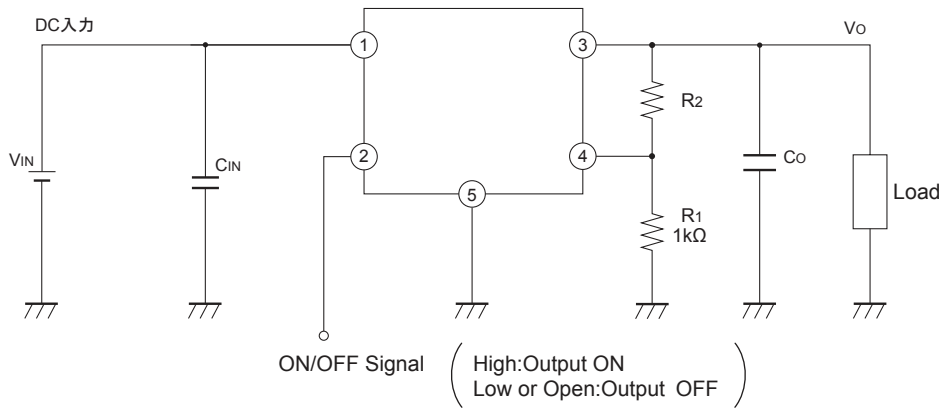 DC入力
VIN
CIN
1
2
3
4
5
R2
R1
1kΩ
VO
CO
Load
ON/OFF Signal
High:Output ON
Low or Open:Output OFF